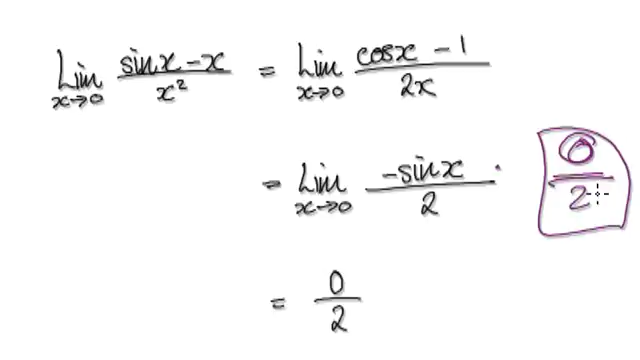 Lim x→0 (sinx − x)/x² = Lim x→0 (cosx − 1)/2x
= Lim x→0 −sinx/2
0/2
= 0/2